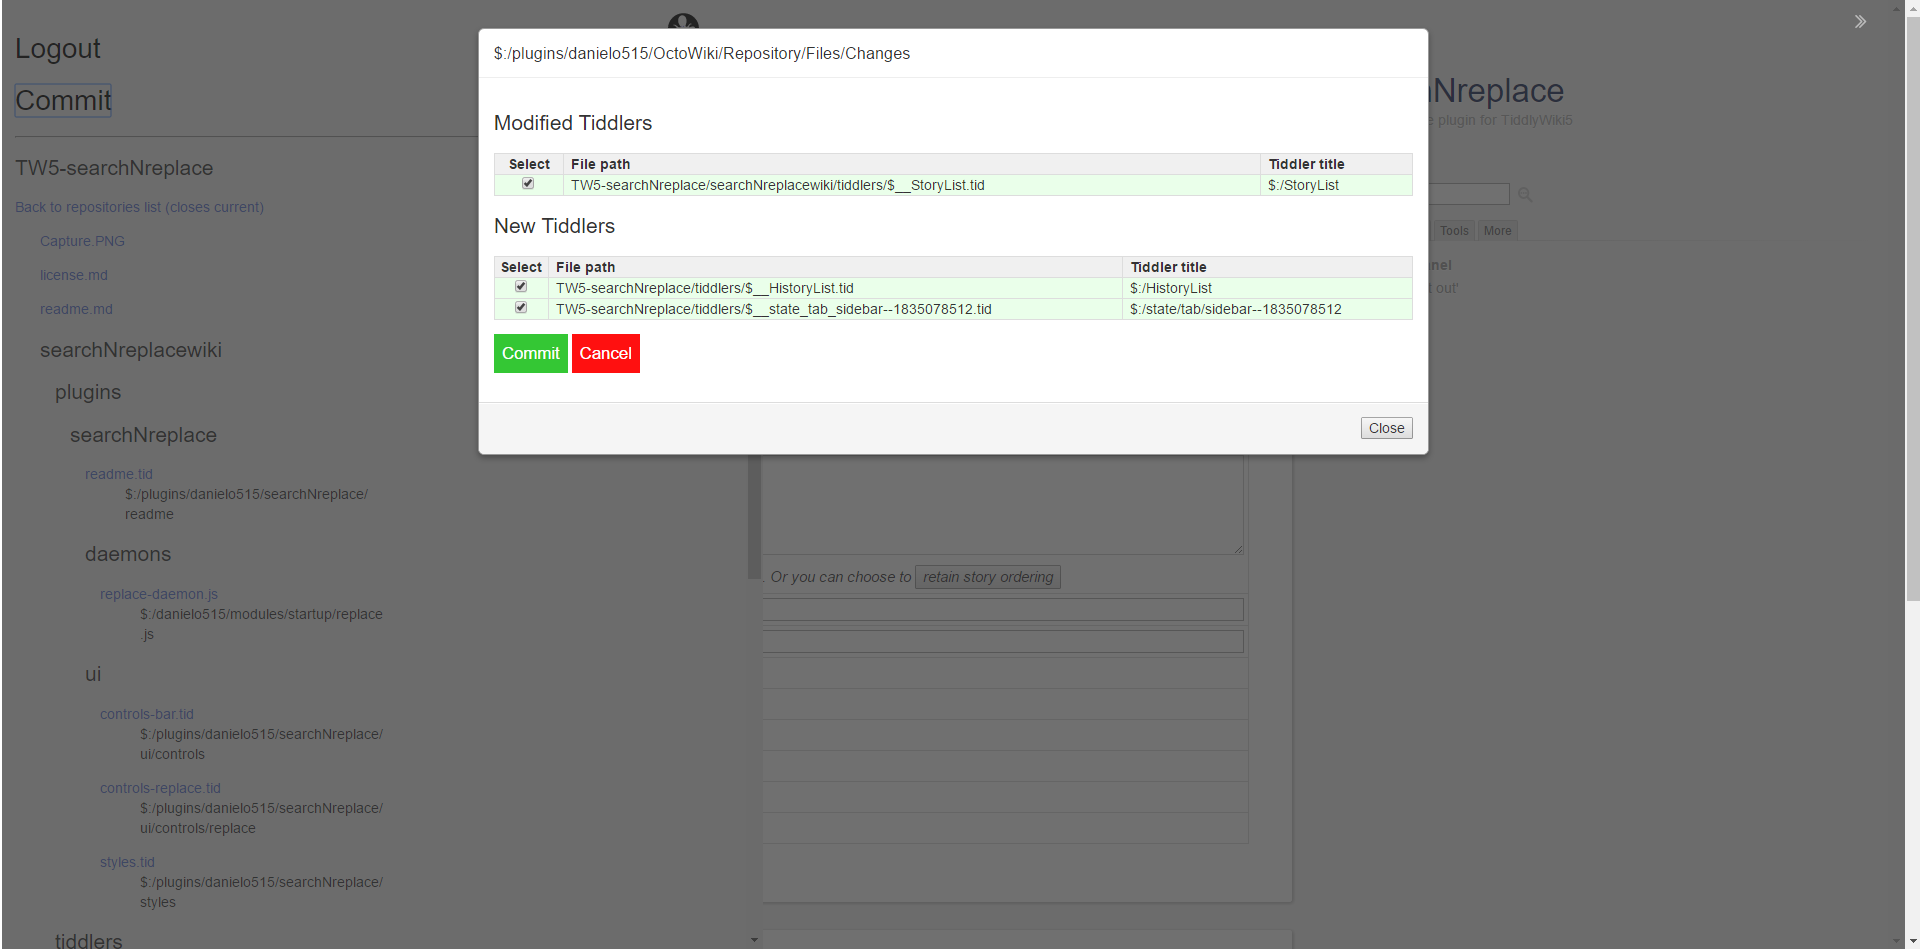 Logout
Commit
TW5-searchNreplace
Back to repositories list (closes current)
Capture.PNG
license.md
readme.md
searchNreplacewiki
plugins
searchNreplace
readme.tid
$:/plugins/danielo515/searchNreplace/
readme
daemons
replace-daemon.js
$:/danielo515/modules/startup/replace
.js
ui
controls-bar.tid
$:/plugins/danielo515/searchNreplace/
ui/controls
controls-replace.tid
$:/plugins/danielo515/searchNreplace/
ui/controls/replace
styles.tid
$:/plugins/danielo515/searchNreplace/
styles
tiddlers
$:/plugins/danielo515/OctoWiki/Repository/Files/Changes
Modified Tiddlers
Select File path Tiddler title
TW5-searchNreplace/searchNreplacewiki/tiddlers/$__StoryList.tid $:/StoryList
New Tiddlers
Select File path Tiddler title
TW5-searchNreplace/tiddlers/$__HistoryList.tid $:/HistoryList
TW5-searchNreplace/tiddlers/$__state_tab_sidebar--1835078512.tid $:/state/tab/sidebar--1835078512
Commit Cancel
Close
. Or you can choose to retain story ordering
Nreplace
e plugin for TiddlyWiki5
Tools More
nel
t out'